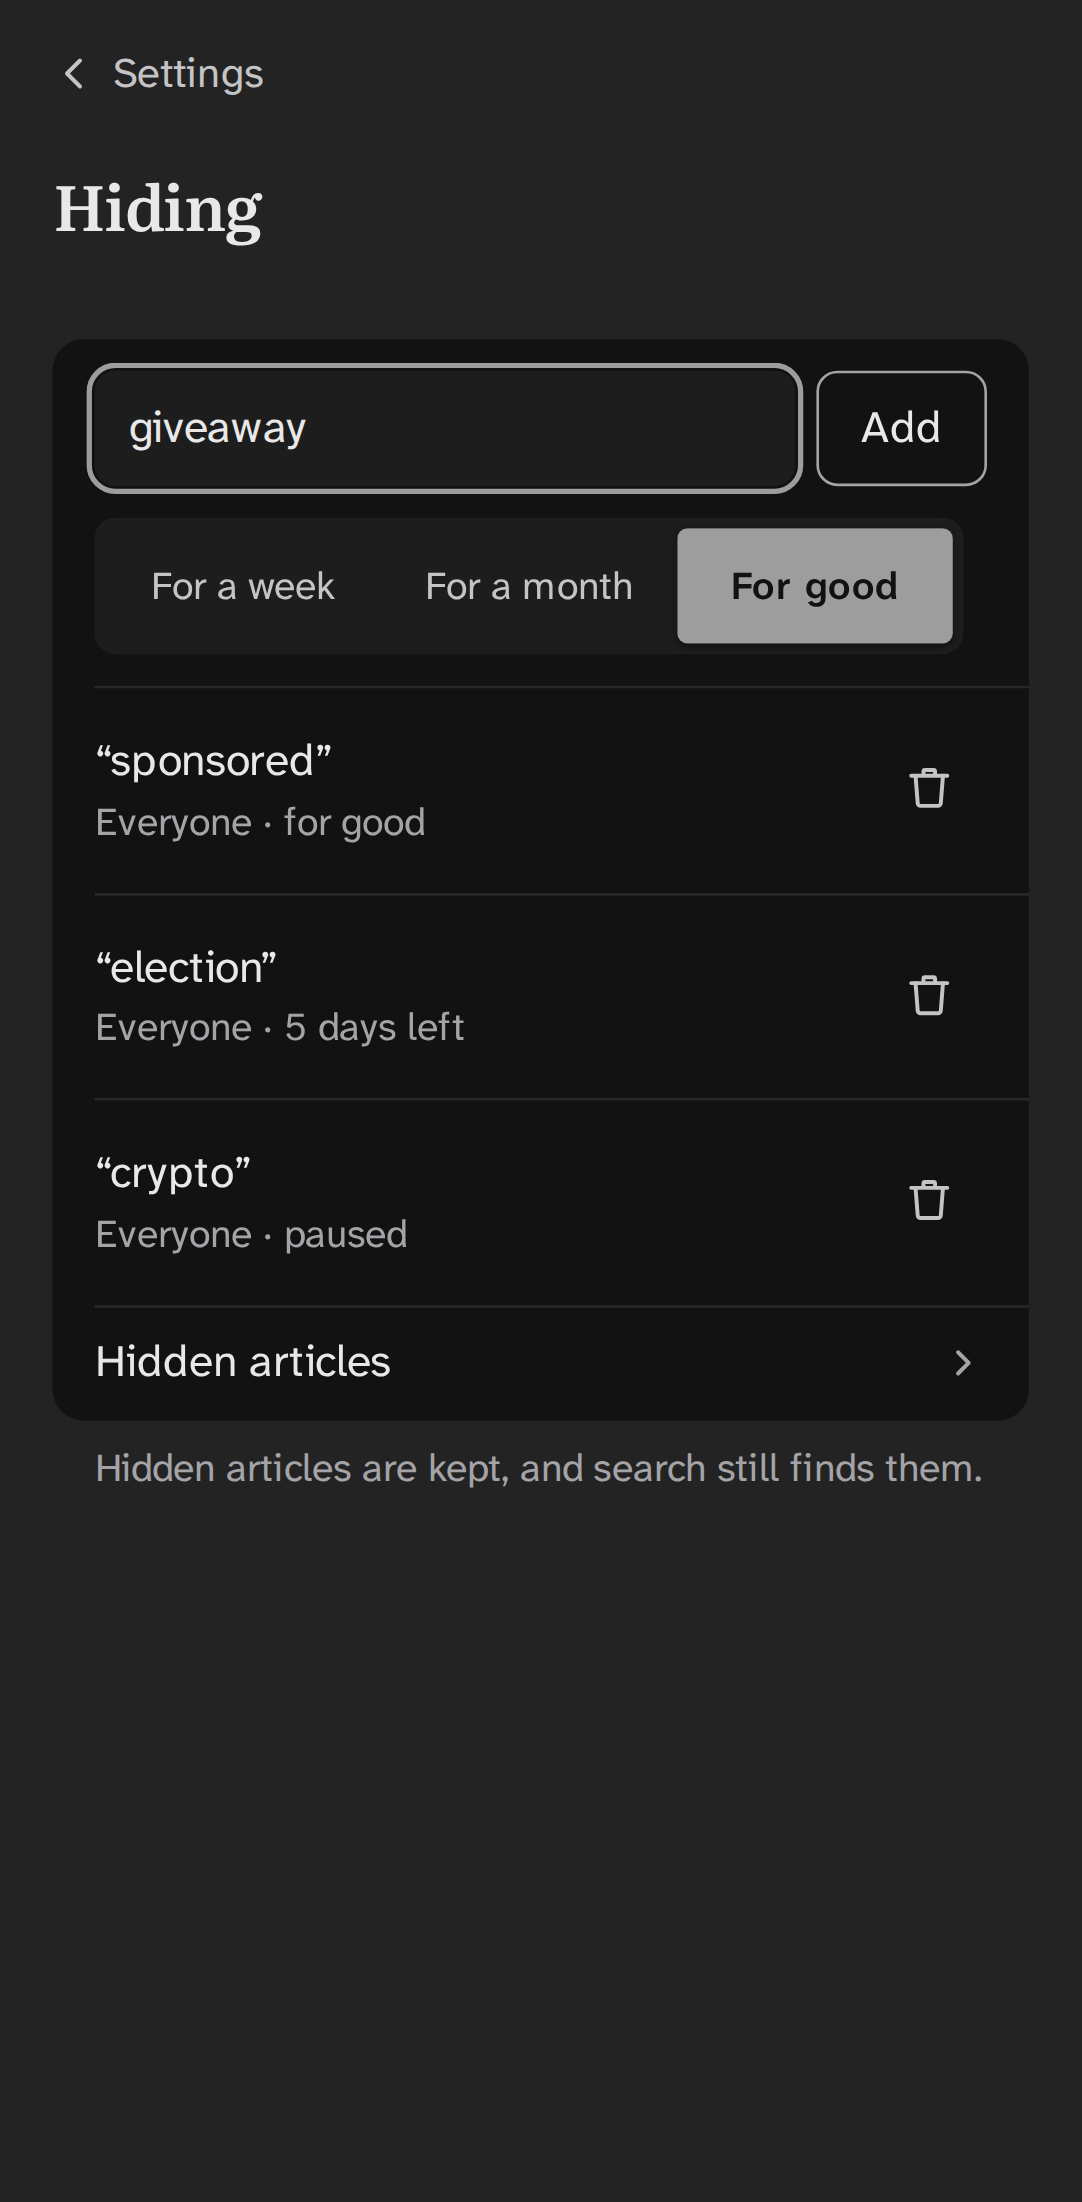 Settings
Hiding
giveaway
Add
For a week
For a month
For good
“sponsored”
Everyone · for good
“election”
Everyone · 5 days left
“crypto”
Everyone · paused
Hidden articles
Hidden articles are kept, and search still finds them.